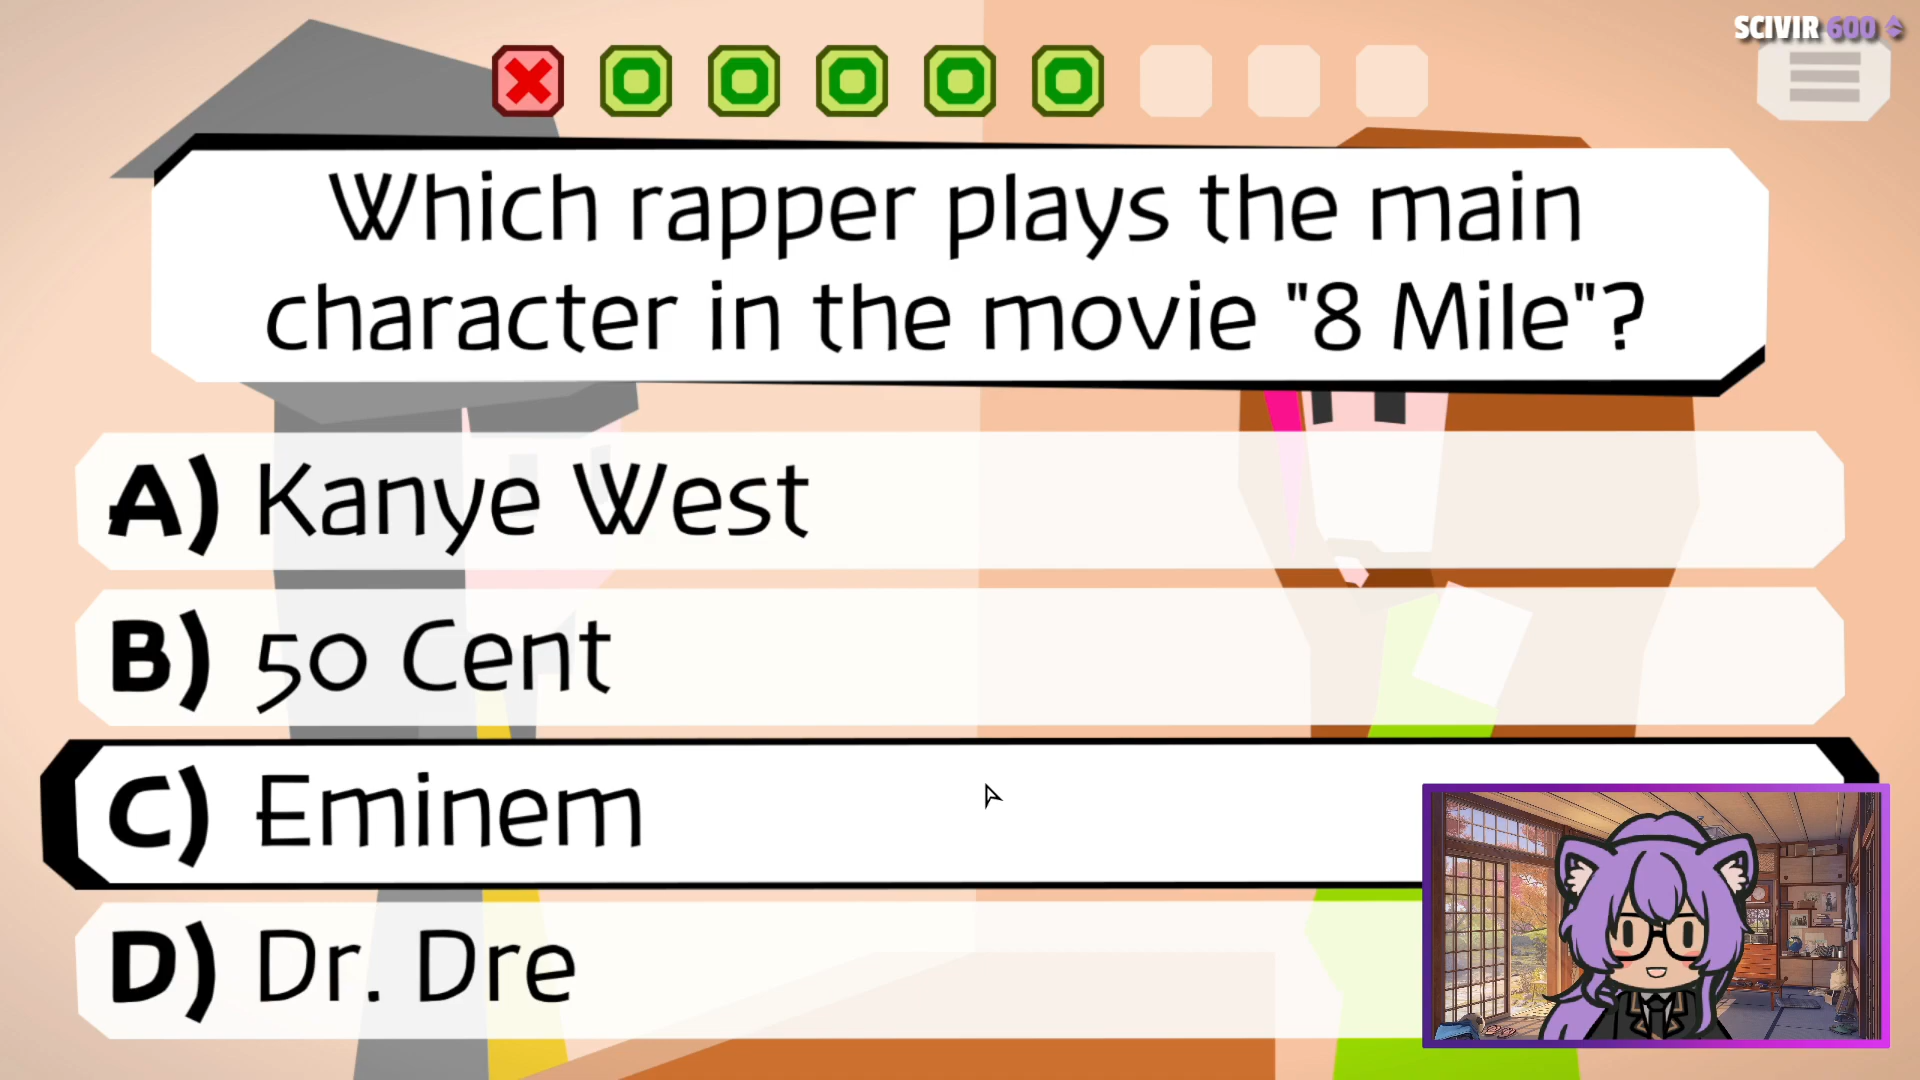 SCIVIR 600
Which rapper plays the main
character in the movie "8 Mile"?
A) Kanye West
B) 50 Cent
C) Eminem
D) Dr. Dre